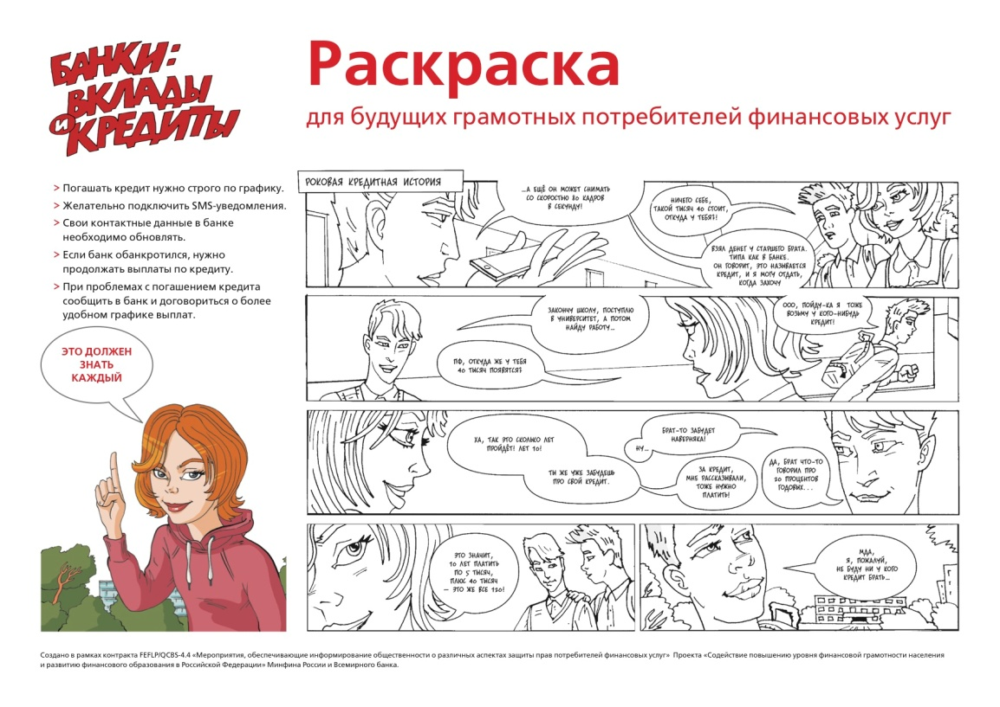 БАНКИ:
ВКЛАДЫ
И КРЕДИТЫ
Раскраска
для будущих грамотных потребителей финансовых услуг
> Погашать кредит нужно строго по графику.
> Желательно подключить SMS-уведомления.
> Свои контактные данные в банке
необходимо обновлять.
> Если банк обанкротился, нужно
продолжать выплаты по кредиту.
> При проблемах с погашением кредита
сообщить в банк и договориться о более
удобном графике выплат.
ЭТО ДОЛЖЕН
ЗНАТЬ
КАЖДЫЙ
РОКОВАЯ КРЕДИТНАЯ ИСТОРИЯ
...А ЕЩЁ ОН МОЖЕТ СНИМАТЬ
СО СКОРОСТЬЮ 80 КАДРОВ
В СЕКУНДУ!
НИЧЕГО СЕБЕ,
ТАКОЙ ТЫСЯЧ 40 СТОИТ,
ОТКУДА У ТЕБЯ?!
ВЗЯЛ ДЕНЕГ У СТАРШЕГО БРАТА.
ТИПА КАК В БАНКЕ.
ОН ГОВОРИТ, ЭТО НАЗЫВАЕТСЯ
КРЕДИТ, И Я МОГУ ОТДАТЬ,
КОГДА ЗАХОЧУ
ЗАКОНЧУ ШКОЛУ, ПОСТУПЛЮ
В УНИВЕРСИТЕТ, А ПОТОМ
НАЙДУ РАБОТУ...
ПФ, ОТКУДА ЖЕ У ТЕБЯ
40 ТЫСЯЧ ПОЯВЯТСЯ?
ООО, ПОЙДУ-КА Я ТОЖЕ
ВОЗЬМУ У КОГО-НИБУДЬ
КРЕДИТ!
ХА, ТАК ЭТО СКОЛЬКО ЛЕТ
ПРОЙДЁТ! ЛЕТ 10!
ТЫ ЖЕ УЖЕ ЗАБУДЕШЬ
ПРО СВОЙ КРЕДИТ.
БРАТ-ТО ЗАБУДЕТ
НАВЕРНЯКА!
НУ...
ЗА КРЕДИТ,
МНЕ РАССКАЗЫВАЛИ,
ТОЖЕ НУЖНО
ПЛАТИТЬ!
ДА, БРАТ ЧТО-ТО
ГОВОРИЛ ПРО
20 ПРОЦЕНТОВ
ГОДОВЫХ...
ЭТО ЗНАЧИТ,
10 ЛЕТ ПЛАТИТЬ
ПО 5 ТЫСЯЧ,
ПЛЮС 40 ТЫСЯЧ
– ЭТО ЖЕ ВСЕ 120!
МДА,
Я, ПОЖАЛУЙ,
НЕ БУДУ НИ У КОГО
КРЕДИТ БРАТЬ...
Создано в рамках контракта FEFLP/QCBS-4.4 «Мероприятия, обеспечивающие информирование общественности о различных аспектах защиты прав потребителей финансовых услуг» Проекта «Содействие повышению уровня финансовой грамотности населения
и развитию финансового образования в Российской Федерации» Минфина России и Всемирного банка.